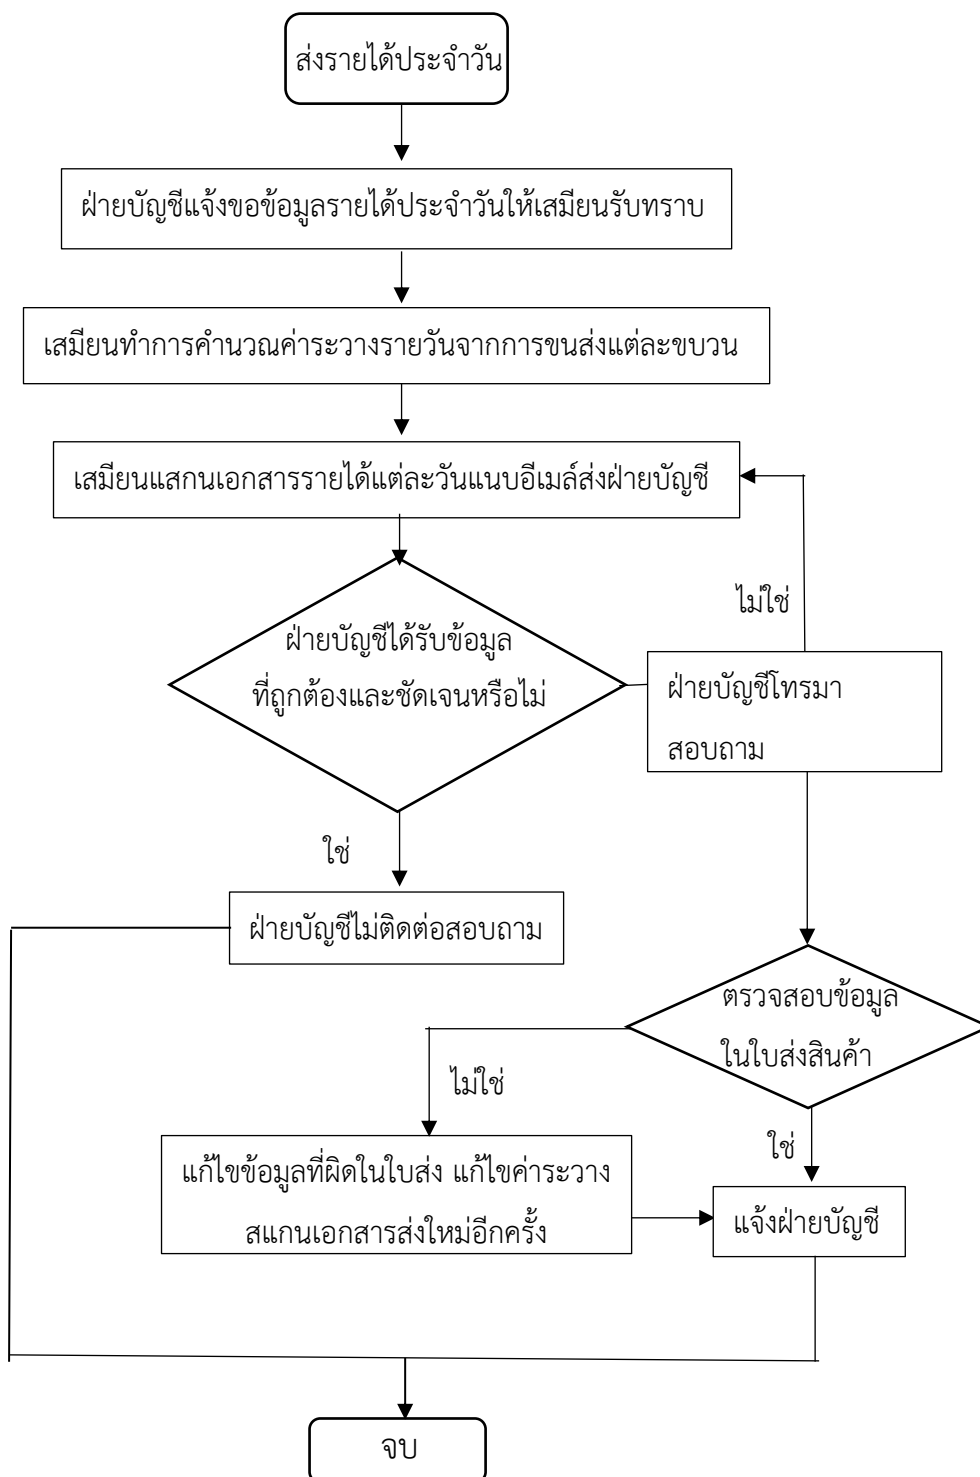 ส่งรายได้ประจำวัน
ฝ่ายบัญชีแจ้งขอข้อมูลรายได้ประจำวันให้เสมียนรับทราบ
เสมียนทำการคำนวณค่าระวางรายวันจากการขนส่งแต่ละขบวน
เสมียนแสกนเอกสารรายได้แต่ละวันแนบอีเมล์ส่งฝ่ายบัญชี
ไม่ใช่
ฝ่ายบัญชีได้รับข้อมูล
ที่ถูกต้องและชัดเจนหรือไม่
ฝ่ายบัญชีโทรมา
สอบถาม
ใช่
ฝ่ายบัญชีไม่ติดต่อสอบถาม
ตรวจสอบข้อมูล
ในใบส่งสินค้า
ไม่ใช่
ใช่
แก้ไขข้อมูลที่ผิดในใบส่ง แก้ไขค่าระวาง
สแกนเอกสารส่งใหม่อีกครั้ง
แจ้งฝ่ายบัญชี
จบ